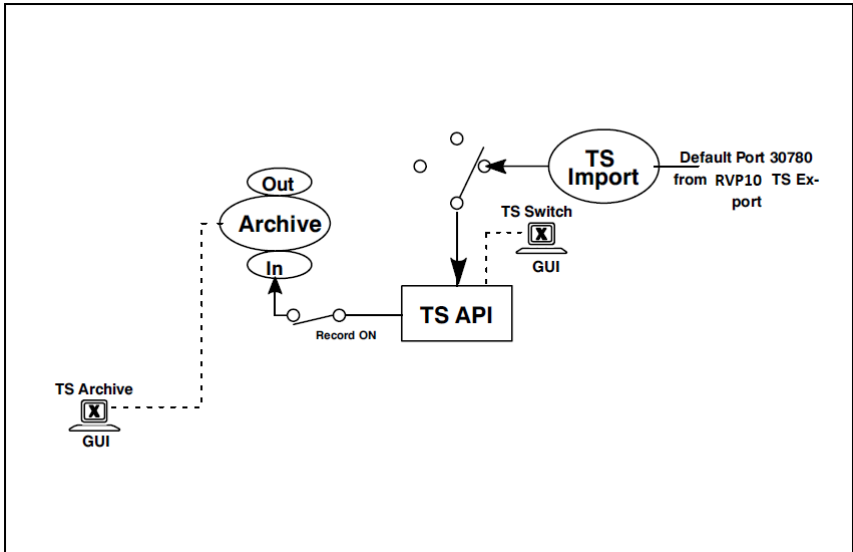 TS
Import
Default Port 30780
from RVP10 TS Ex-
port
Out
Archive
In
TS Switch
X
GUI
TS API
Record ON
TS Archive
X
GUI